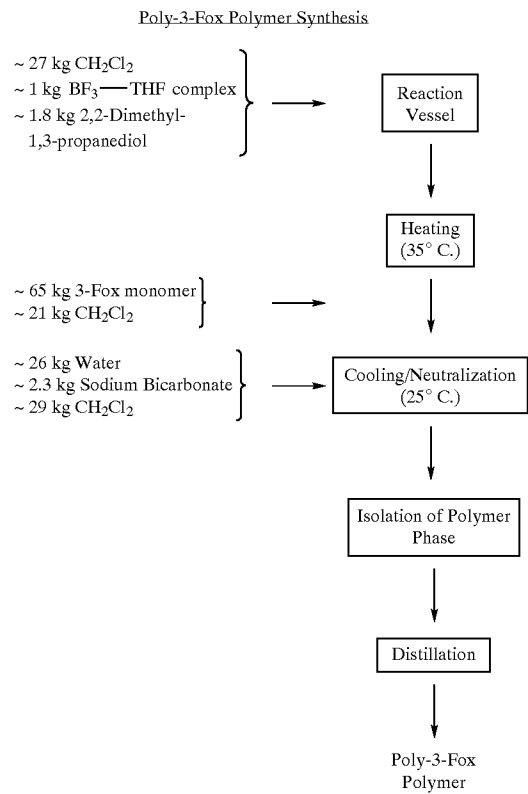 Poly-3-Fox Polymer Synthesis
~ 27 kg CH₂Cl₂
~ 1 kg BF₃—THF complex
~ 1.8 kg 2,2-Dimethyl-
1,3-propanediol
Reaction
Vessel
Heating
(35° C.)
~ 65 kg 3-Fox monomer
~ 21 kg CH₂Cl₂
~ 26 kg Water
~ 2.3 kg Sodium Bicarbonate
~ 29 kg CH₂Cl₂
Cooling/Neutralization
(25° C.)
Isolation of Polymer
Phase
Distillation
Poly-3-Fox
Polymer